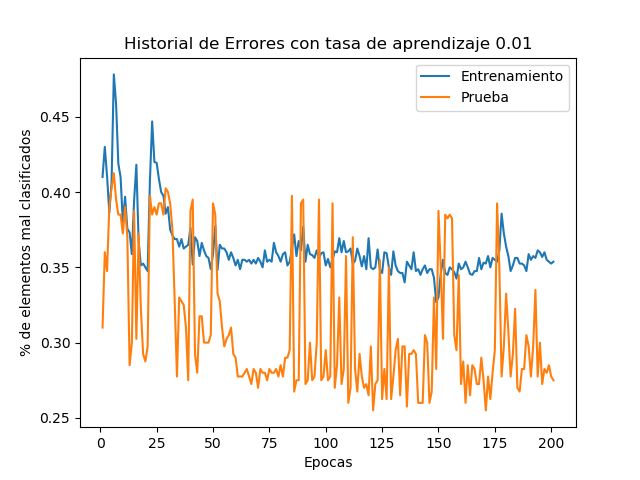 Historial de Errores con tasa de aprendizaje 0.01
Entrenamiento
Prueba
% de elementos mal clasificados
0.45
0.40
0.35
0.30
0.25
0 25 50 75 100 125 150 175 200
Epocas